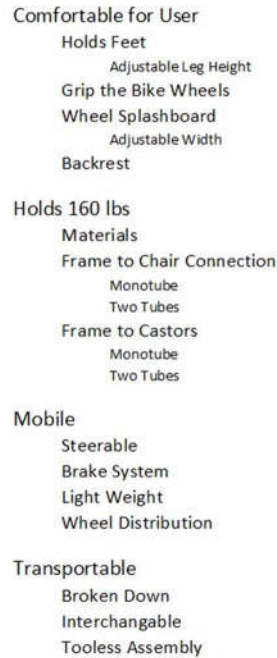 Comfortable for User
Holds Feet
Adjustable Leg Height
Grip the Bike Wheels
Wheel Splashboard
Adjustable Width
Backrest
Holds 160 lbs
Materials
Frame to Chair Connection
Monotube
Two Tubes
Frame to Castors
Monotube
Two Tubes
Mobile
Steerable
Brake System
Light Weight
Wheel Distribution
Transportable
Broken Down
Interchangable
Tooless Assembly